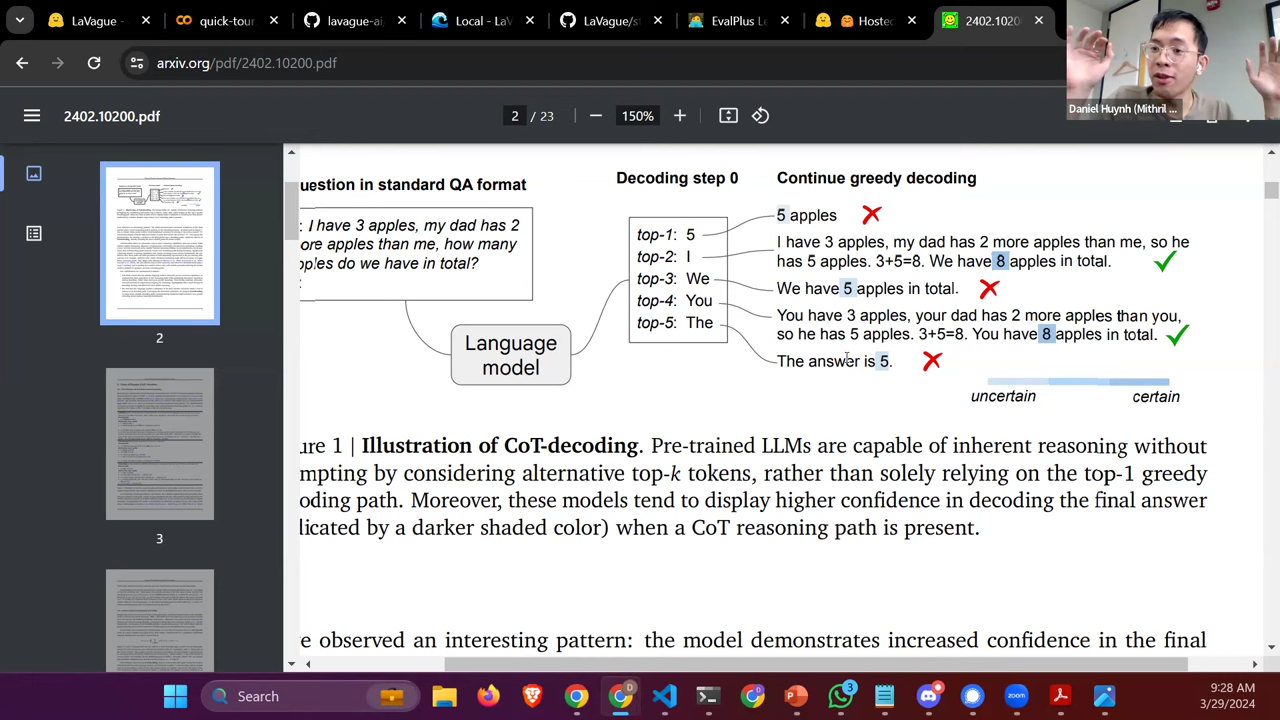 LaVague
quick-tou
lavague-ai
Local - L
LaVague/s
EvalPlus Le
Hoste
2402.1020
arxiv.org/pdf/2402.10200.pdf
2402.10200.pdf
2 / 23
150%
Daniel Huynh (Mithril ...
uestion in standard QA format
Decoding step 0
Continue greedy decoding
I have 3 apples, my dad has 2
ore apples than me, how many
pples do we have in total?
Language
model
top-1: 5
top-2: I
top-3: We
top-4: You
top-5: The
5 apples
I have 3 apples, my dad has 2 more apples than me, so he
has 5 apples. 3+5=8. We have 8 apples in total.
We have 5 apples in total.
You have 3 apples, your dad has 2 more apples than you,
so he has 5 apples. 3+5=8. You have 8 apples in total.
The answer is 5.
uncertain
certain
ure 1 | Illustration of CoT-decoding. Pre-trained LLMs are capable of inherent reasoning without
mpting by considering alternative top-k tokens, rather than solely relying on the top-1 greedy
oding path. Moreover, these models tend to display higher confidence in decoding the final answer
licated by a darker shaded color) when a CoT reasoning path is present.
e observed an interesting pattern: the model demonstrates increased confidence in the final
2
3
Search
3
9:28 AM
3/29/2024